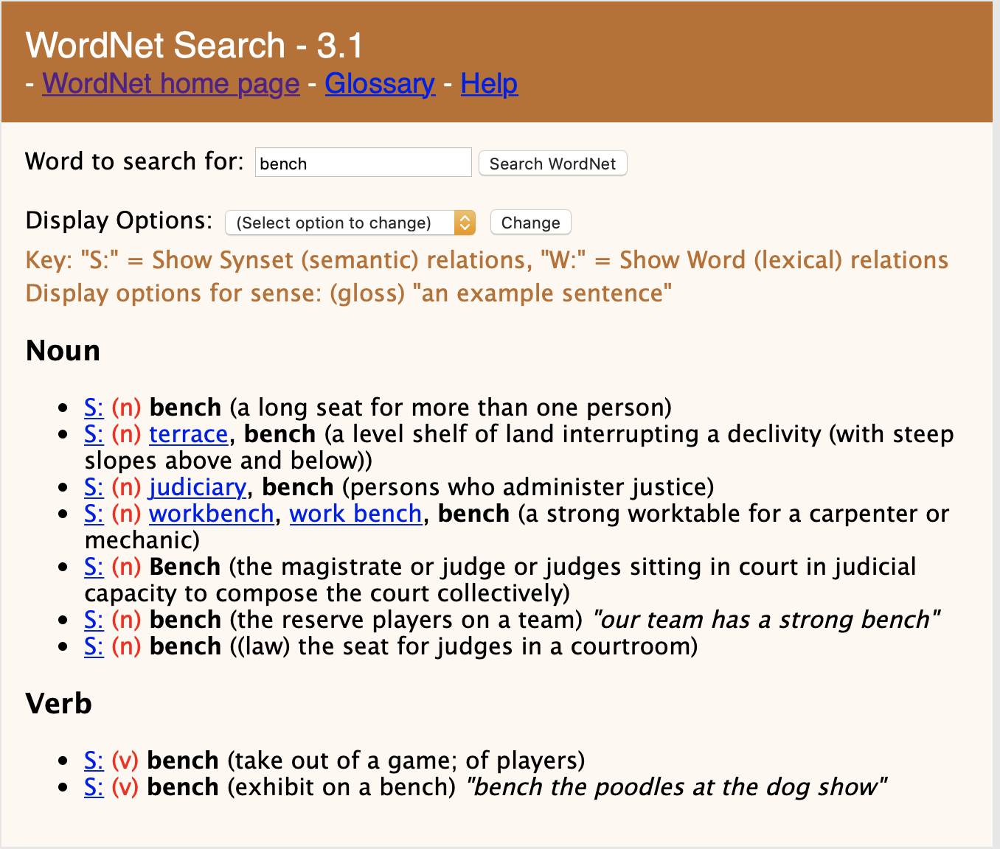 WordNet Search - 3.1
- WordNet home page - Glossary - Help
Word to search for: bench Search WordNet
Display Options: (Select option to change) Change
Key: "S:" = Show Synset (semantic) relations, "W:" = Show Word (lexical) relations
Display options for sense: (gloss) "an example sentence"
Noun
• S: (n) bench (a long seat for more than one person)
• S: (n) terrace, bench (a level shelf of land interrupting a declivity (with steep
slopes above and below))
• S: (n) judiciary, bench (persons who administer justice)
• S: (n) workbench, work bench, bench (a strong worktable for a carpenter or
mechanic)
• S: (n) Bench (the magistrate or judge or judges sitting in court in judicial
capacity to compose the court collectively)
• S: (n) bench (the reserve players on a team) "our team has a strong bench"
• S: (n) bench ((law) the seat for judges in a courtroom)
Verb
• S: (v) bench (take out of a game; of players)
• S: (v) bench (exhibit on a bench) "bench the poodles at the dog show"